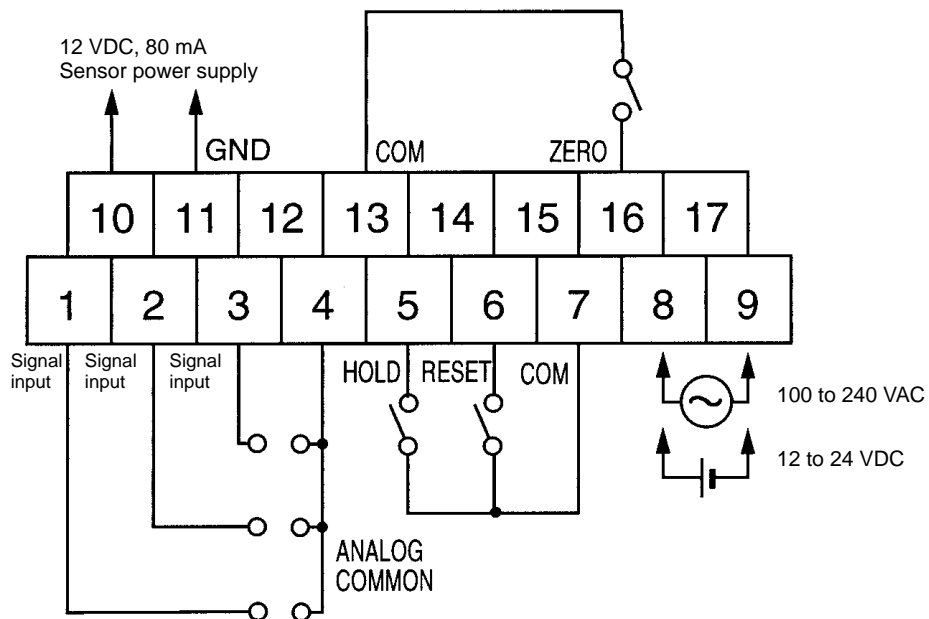 12 VDC, 80 mA
Sensor power supply
GND
COM
ZERO
10 11 12 13 14 15 16 17
1 2 3 4 5 6 7 8 9
Signal input
Signal input
Signal input
HOLD
RESET
COM
100 to 240 VAC
12 to 24 VDC
ANALOG
COMMON